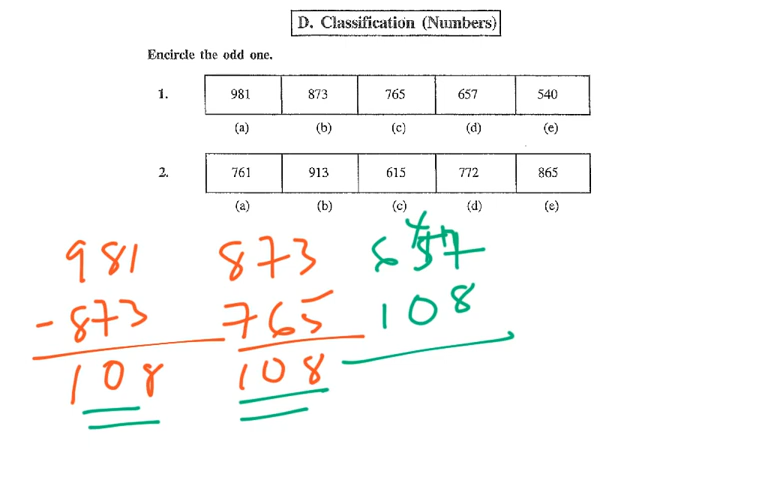 D. Classification (Numbers)
Encircle the odd one.
1. 981 873 765 657 540
(a) (b) (c) (d) (e)
2. 761 913 615 772 865
(a) (b) (c) (d) (e)
981 873 657
- 873 765 108
108 108